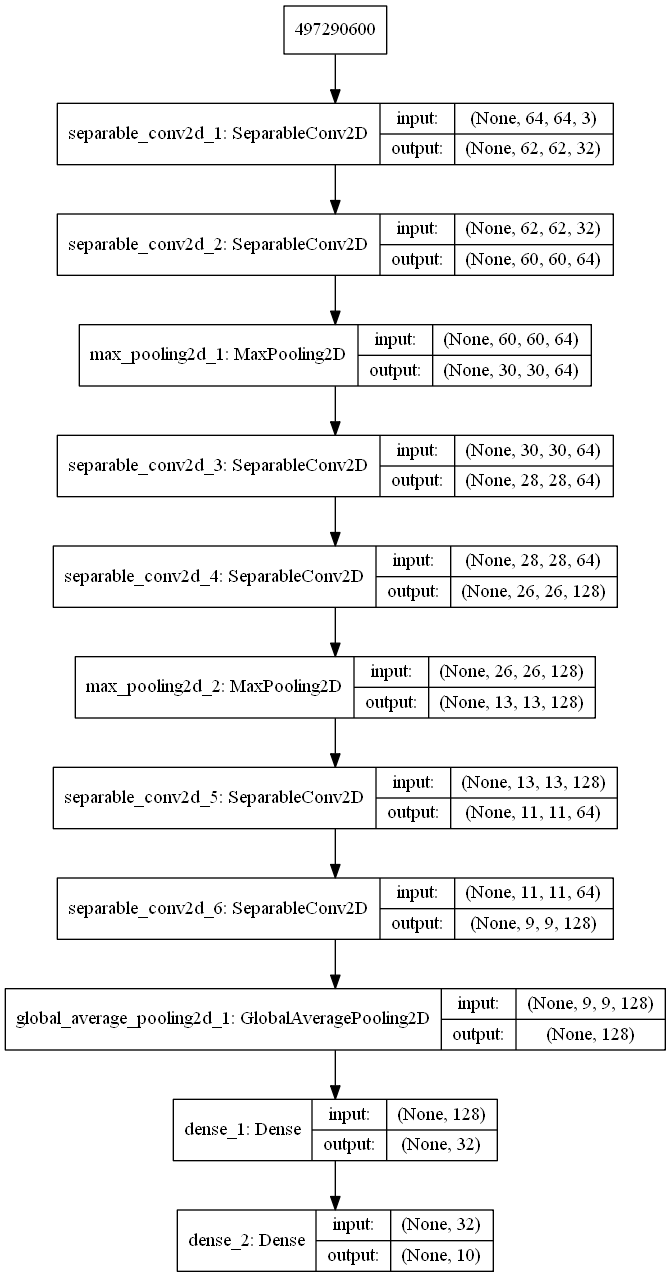 497290600
separable_conv2d_1: SeparableConv2D
input: (None, 64, 64, 3)
output: (None, 62, 62, 32)
separable_conv2d_2: SeparableConv2D
input: (None, 62, 62, 32)
output: (None, 60, 60, 64)
max_pooling2d_1: MaxPooling2D
input: (None, 60, 60, 64)
output: (None, 30, 30, 64)
separable_conv2d_3: SeparableConv2D
input: (None, 30, 30, 64)
output: (None, 28, 28, 64)
separable_conv2d_4: SeparableConv2D
input: (None, 28, 28, 64)
output: (None, 26, 26, 128)
max_pooling2d_2: MaxPooling2D
input: (None, 26, 26, 128)
output: (None, 13, 13, 128)
separable_conv2d_5: SeparableConv2D
input: (None, 13, 13, 128)
output: (None, 11, 11, 64)
separable_conv2d_6: SeparableConv2D
input: (None, 11, 11, 64)
output: (None, 9, 9, 128)
global_average_pooling2d_1: GlobalAveragePooling2D
input: (None, 9, 9, 128)
output: (None, 128)
dense_1: Dense
input: (None, 128)
output: (None, 32)
dense_2: Dense
input: (None, 32)
output: (None, 10)